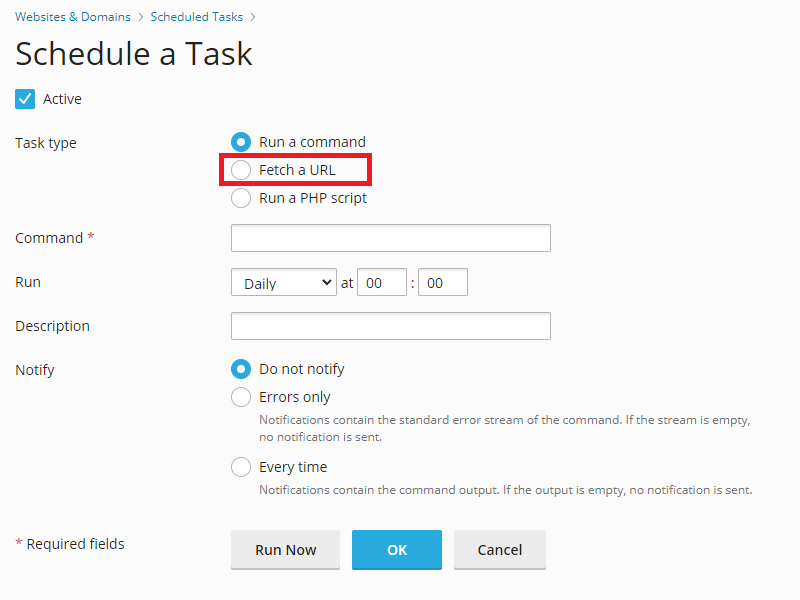 Websites & Domains > Scheduled Tasks >
Schedule a Task
Active
Task type
Run a command
Fetch a URL
Run a PHP script
Command *
Run Daily at 00 : 00
Description
Notify
Do not notify
Errors only
Notifications contain the standard error stream of the command. If the stream is empty,
no notification is sent.
Every time
Notifications contain the command output. If the output is empty, no notification is sent.
* Required fields
Run Now OK Cancel